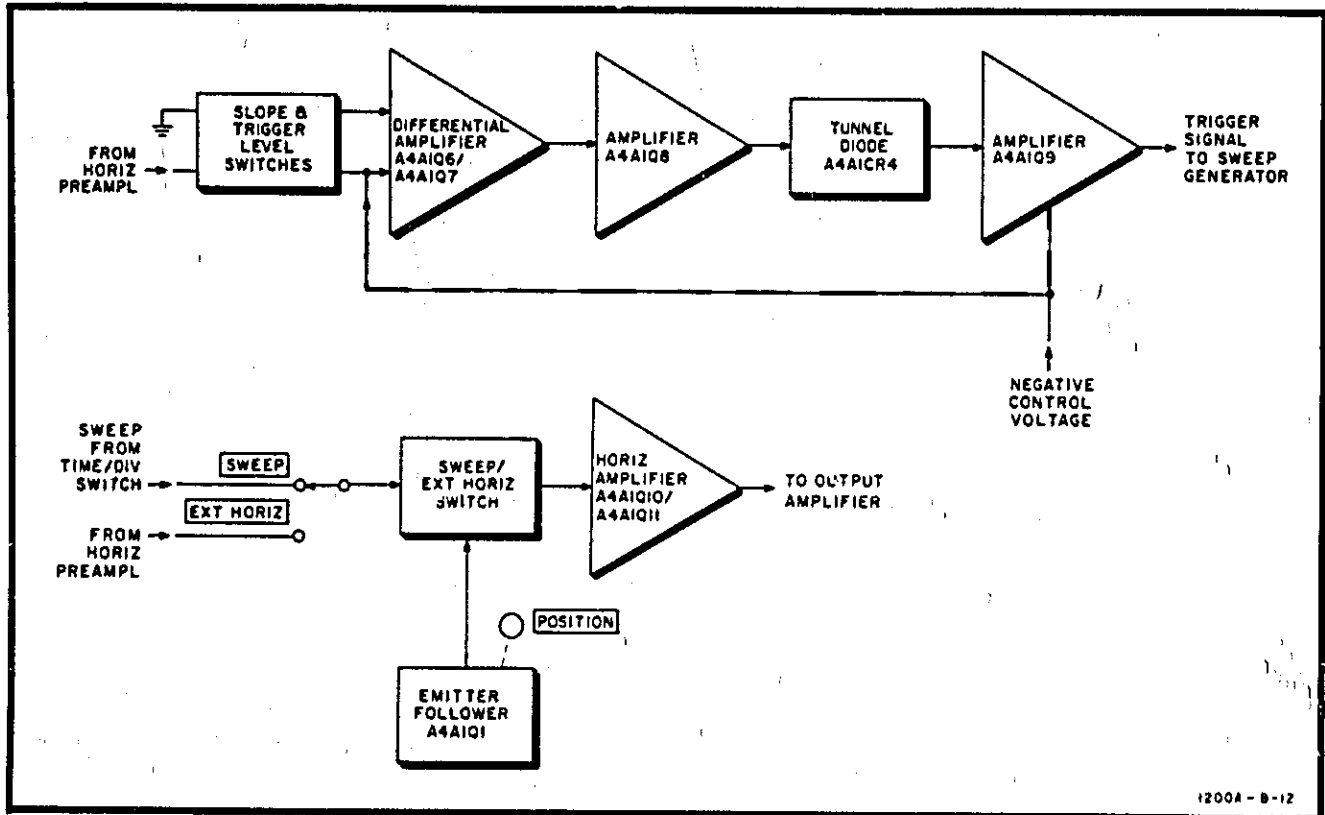 SLOPE &
TRIGGER
LEVEL
SWITCHES
FROM
HORIZ
PREAMPL
DIFFERENTIAL
AMPLIFIER
A4A1Q6/
A4A1Q7
AMPLIFIER
A4A1Q8
TUNNEL
DIODE
A4A1CR4
AMPLIFIER
A4A1Q9
TRIGGER
SIGNAL
TO SWEEP
GENERATOR
NEGATIVE
CONTROL
VOLTAGE
SWEEP
FROM
TIME/DIV
SWITCH
SWEEP
EXT HORIZ
FROM
HORIZ
PREAMPL
SWEEP/
EXT HORIZ
SWITCH
HORIZ
AMPLIFIER
A4A1Q10/
A4A1Q11
TO OUTPUT
AMPLIFIER
POSITION
EMITTER
FOLLOWER
A4A1Q1
1200A-B-12